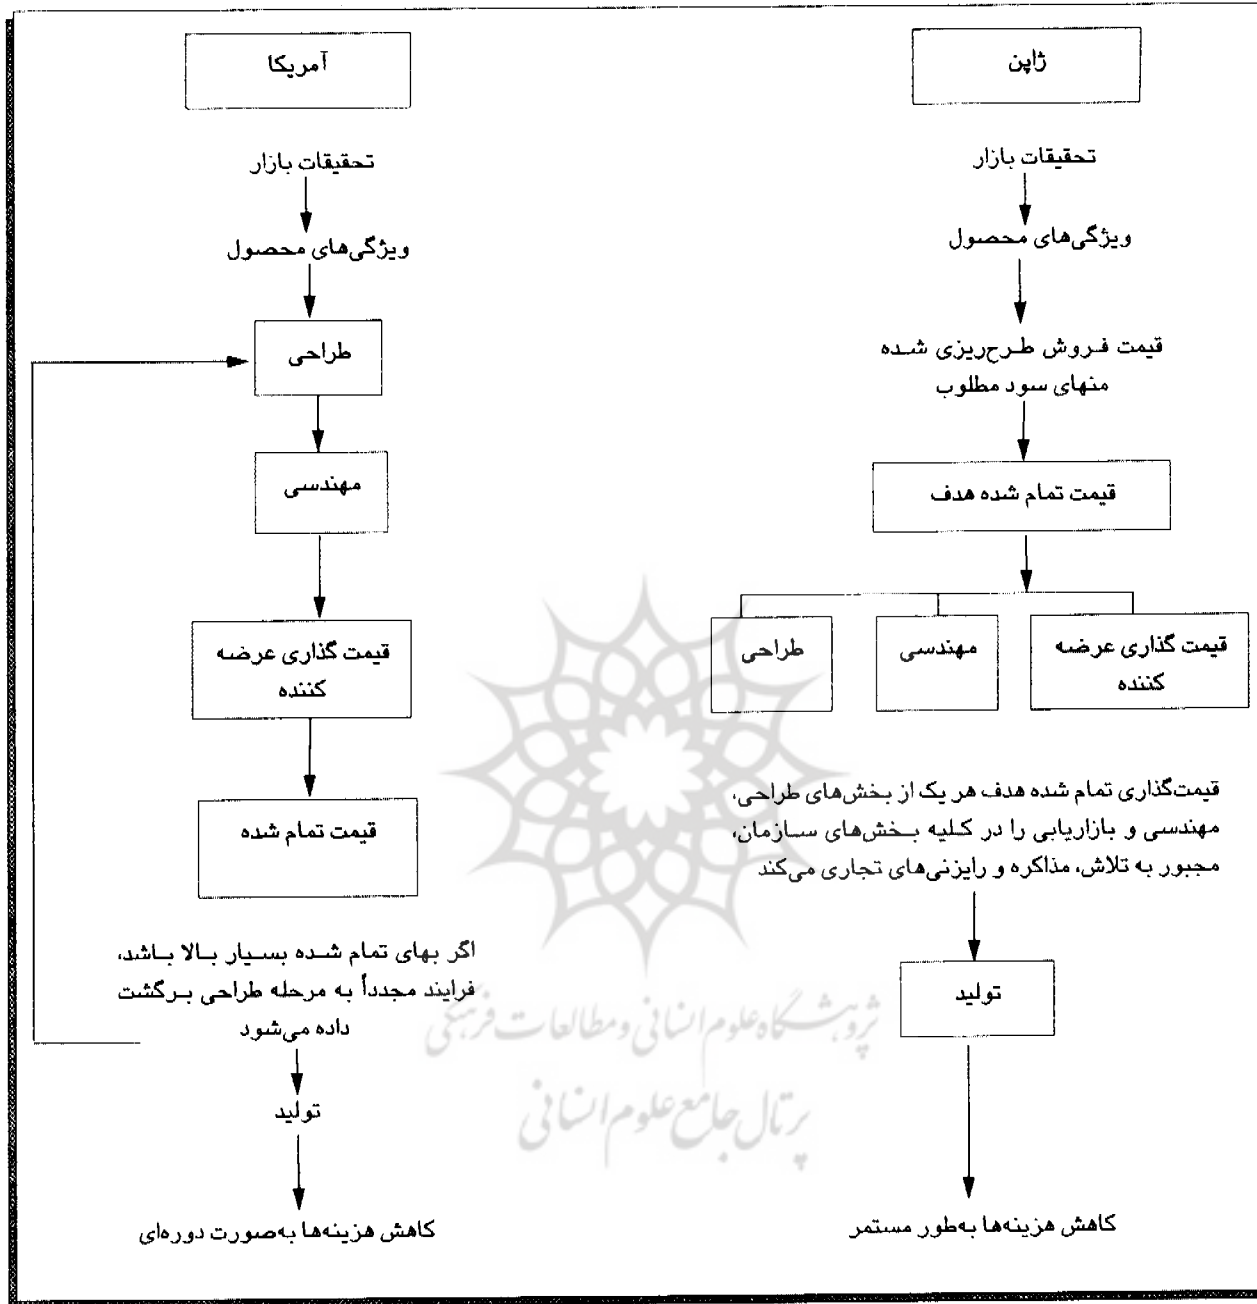 ژاپن
تحقیقات بازار
ویژگی‌های محصول
قیمت فروش طرح‌ریزی شده
منهای سود مطلوب
قیمت تمام شده هدف
قیمت گذاری عرضه
کننده
مهندسی
طراحی
قیمت‌گذاری تمام شده هدف هر یک از بخش‌های طراحی،
مهندسی و بازاریابی را در کلیه بخش‌های سازمان،
مجبور به تلاش، مذاکره و رایزنی‌های تجاری می‌کند
تولید
کاهش هزینه‌ها به‌طور مستمر
آمریکا
تحقیقات بازار
ویژگی‌های محصول
طراحی
مهندسی
قیمت گذاری عرضه
کننده
قیمت تمام شده
اگر بهای تمام شده بسیار بالا باشد،
فرایند مجدداً به مرحله طراحی برگشت
داده می‌شود
تولید
کاهش هزینه‌ها به‌صورت دوره‌ای
پژوهشگاه علوم انسانی و مطالعات فرهنگی
پرتال جامع علوم انسانی